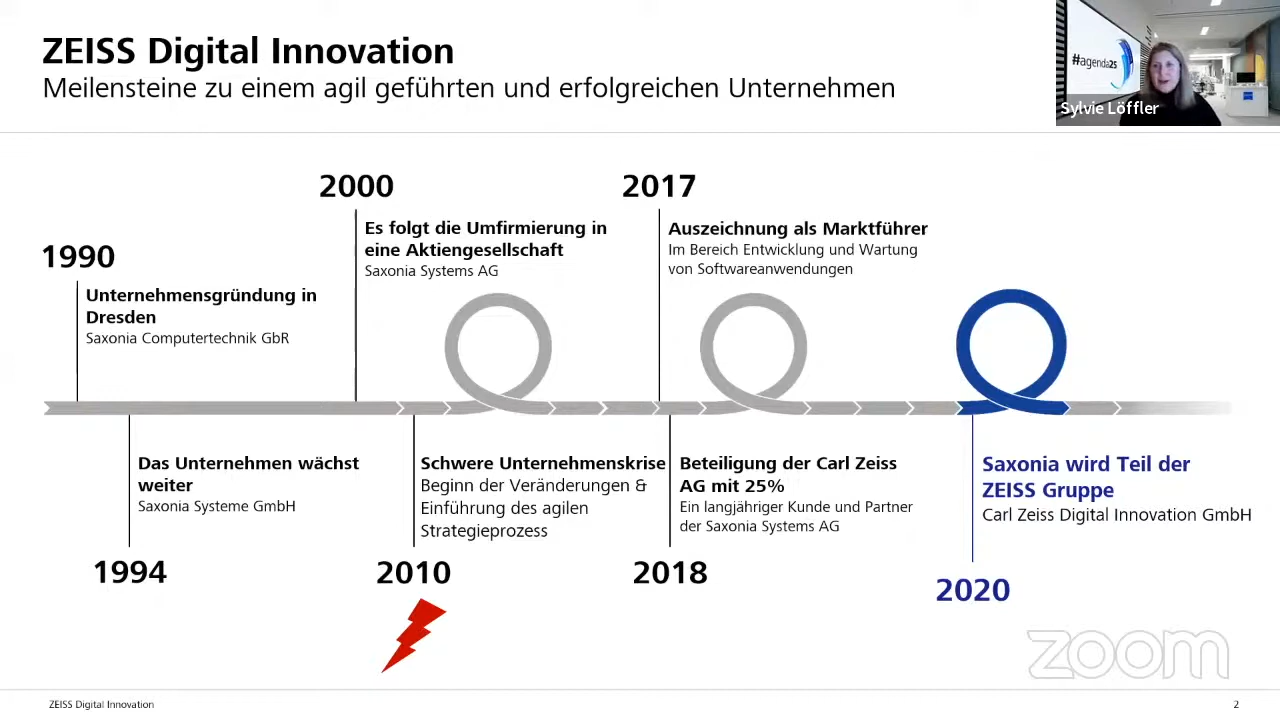 ZEISS Digital Innovation
Meilensteine zu einem agil geführten und erfolgreichen Unternehmen
#agenda25
Sylvie Löffler
1990
Unternehmensgründung in
Dresden
Saxonia Computertechnik GbR
2000
Es folgt die Umfirmierung in
eine Aktiengesellschaft
Saxonia Systems AG
2017
Auszeichnung als Marktführer
Im Bereich Entwicklung und Wartung
von Softwareanwendungen
Das Unternehmen wächst
weiter
Saxonia Systeme GmbH
1994
Schwere Unternehmenskrise
Beginn der Veränderungen &
Einführung des agilen
Strategieprozess
2010
Beteiligung der Carl Zeiss
AG mit 25%
Ein langjähriger Kunde und Partner
der Saxonia Systems AG
2018
Saxonia wird Teil der
ZEISS Gruppe
Carl Zeiss Digital Innovation GmbH
2020
zoom
ZEISS Digital Innovation
2